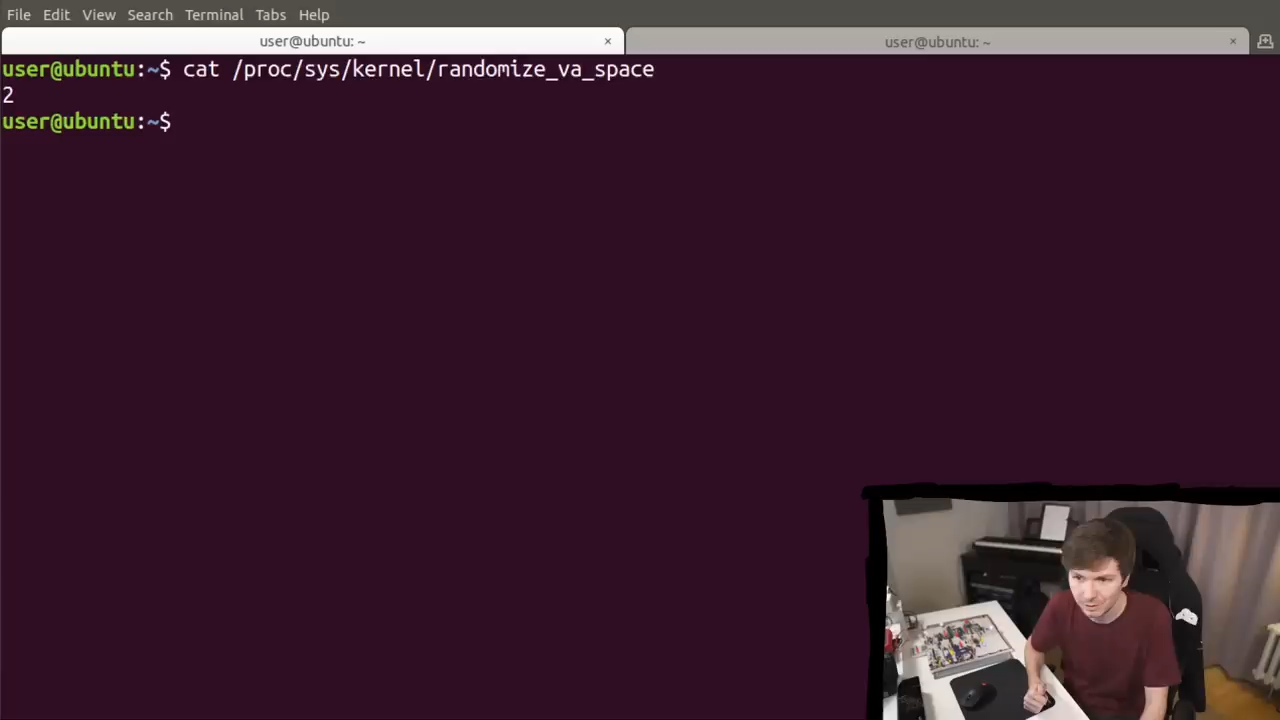 File Edit View Search Terminal Tabs Help
user@ubuntu: ~ × user@ubuntu: ~ ×
user@ubuntu:~$ cat /proc/sys/kernel/randomize_va_space
2
user@ubuntu:~$